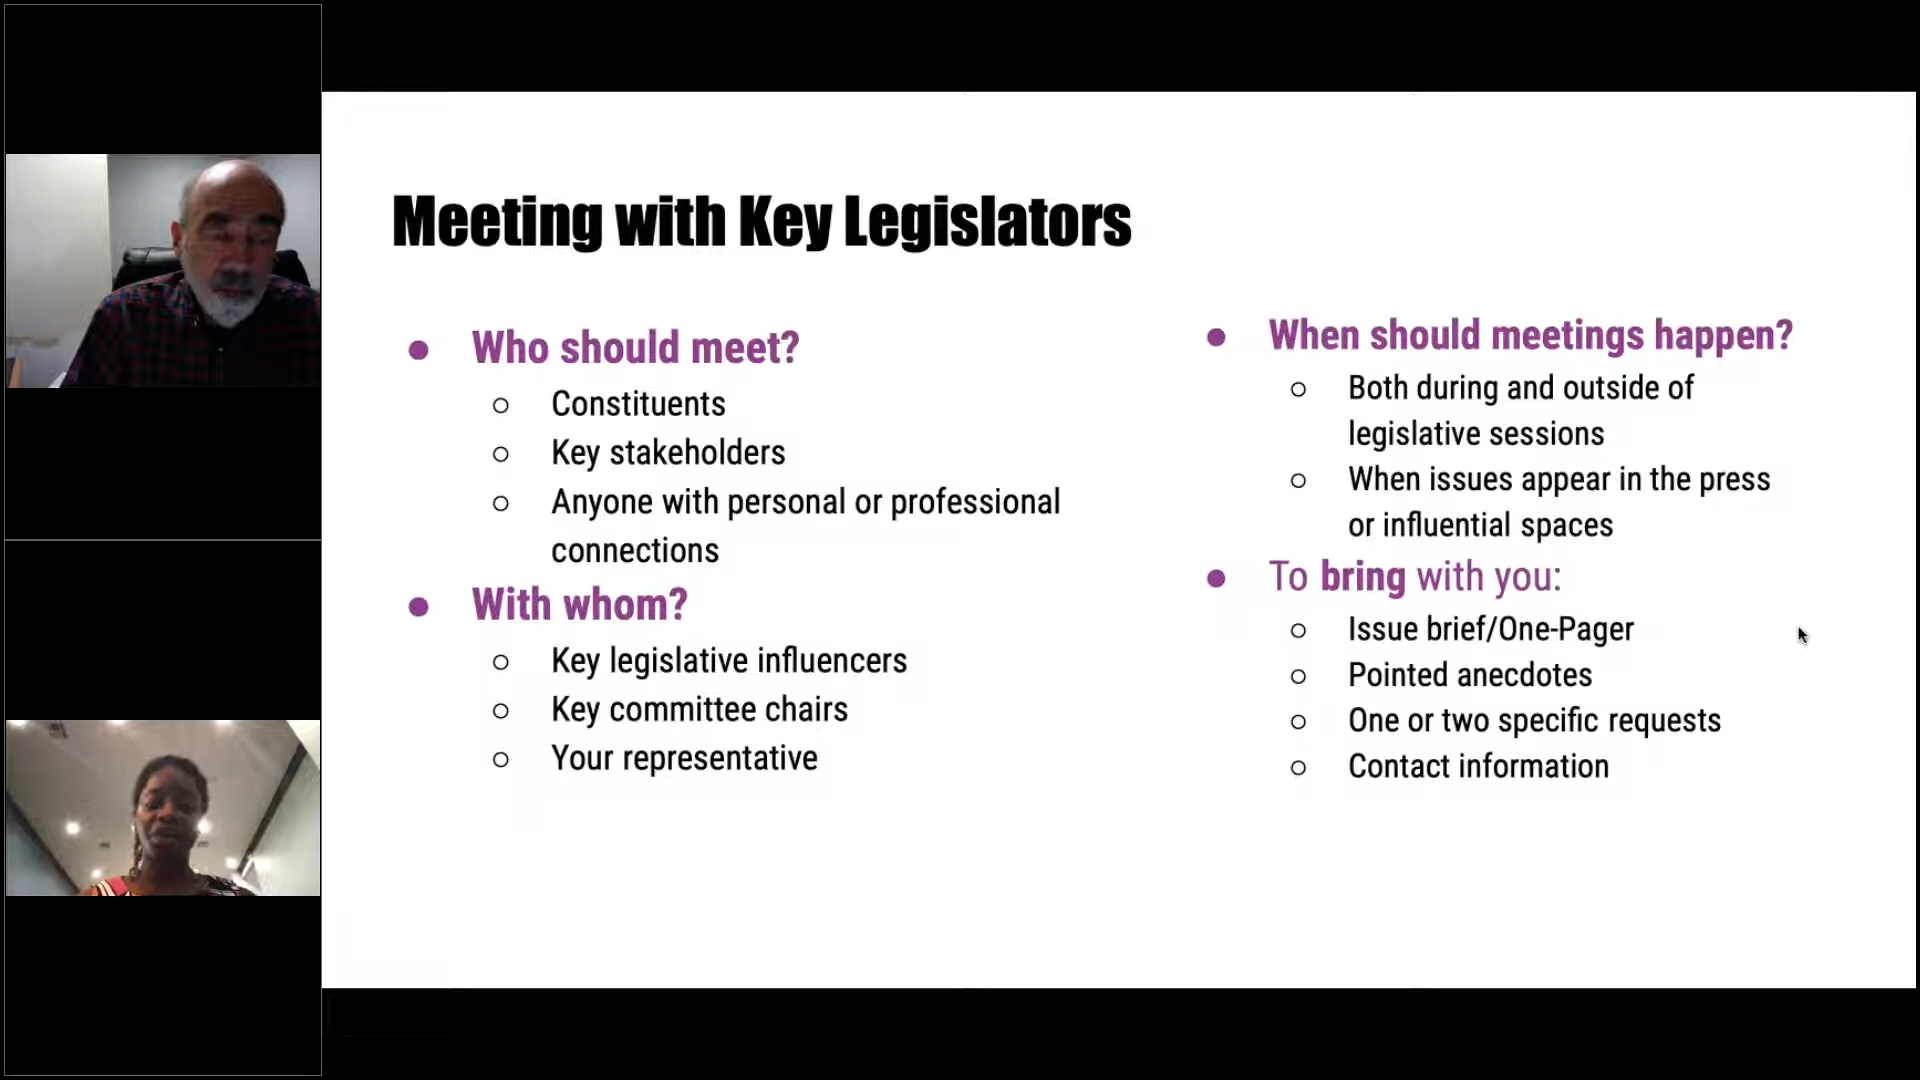 Meeting with Key Legislators
Who should meet?
Constituents
Key stakeholders
Anyone with personal or professional
connections
With whom?
Key legislative influencers
Key committee chairs
Your representative
When should meetings happen?
Both during and outside of
legislative sessions
When issues appear in the press
or influential spaces
To bring with you:
Issue brief/One-Pager
Pointed anecdotes
One or two specific requests
Contact information